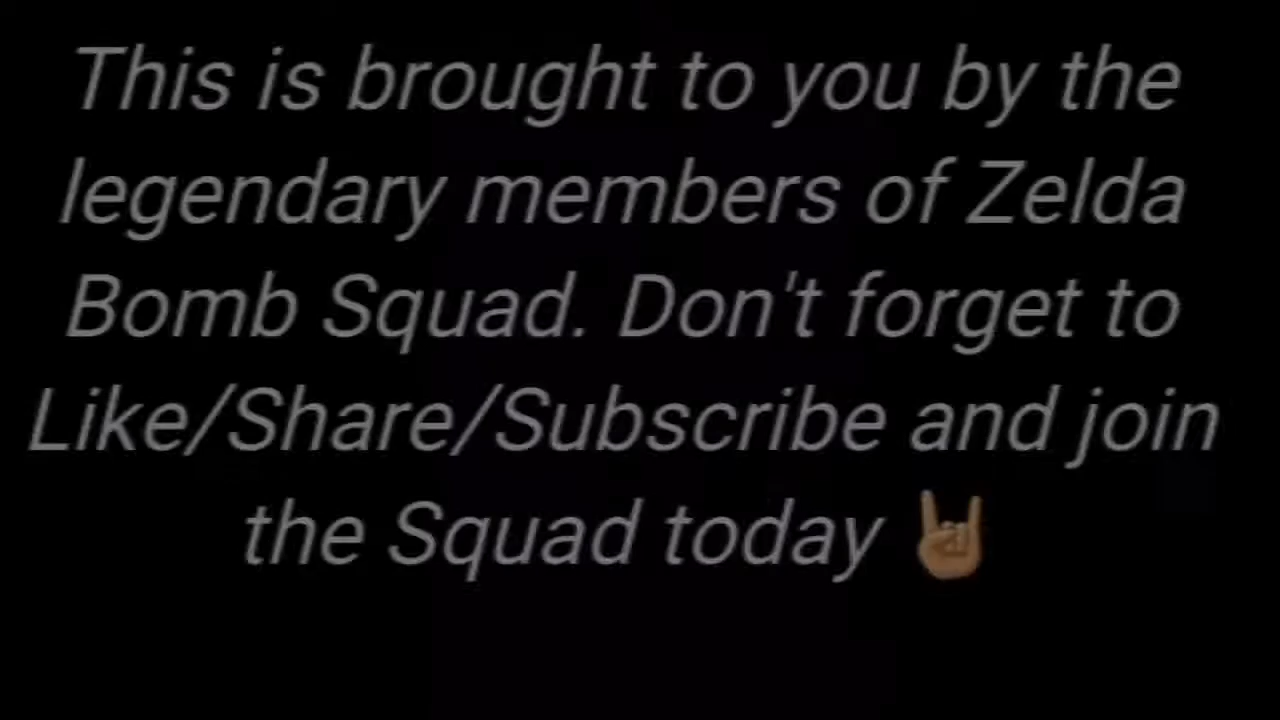 This is brought to you by the
legendary members of Zelda
Bomb Squad. Don't forget to
Like/Share/Subscribe and join
the Squad today 🤘🏽